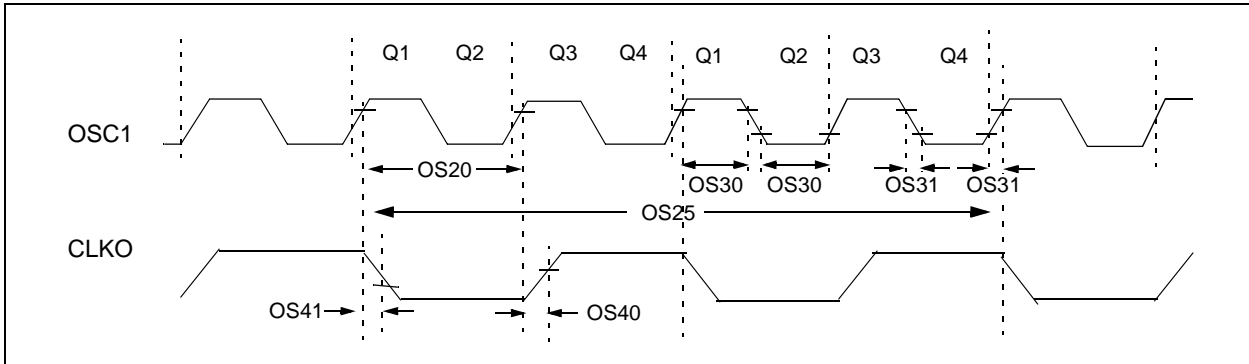 Q1 Q2 Q3 Q4 Q1 Q2 Q3 Q4
OSC1
OS20
OS30 OS30 OS31 OS31
OS25
CLKO
OS41 OS40